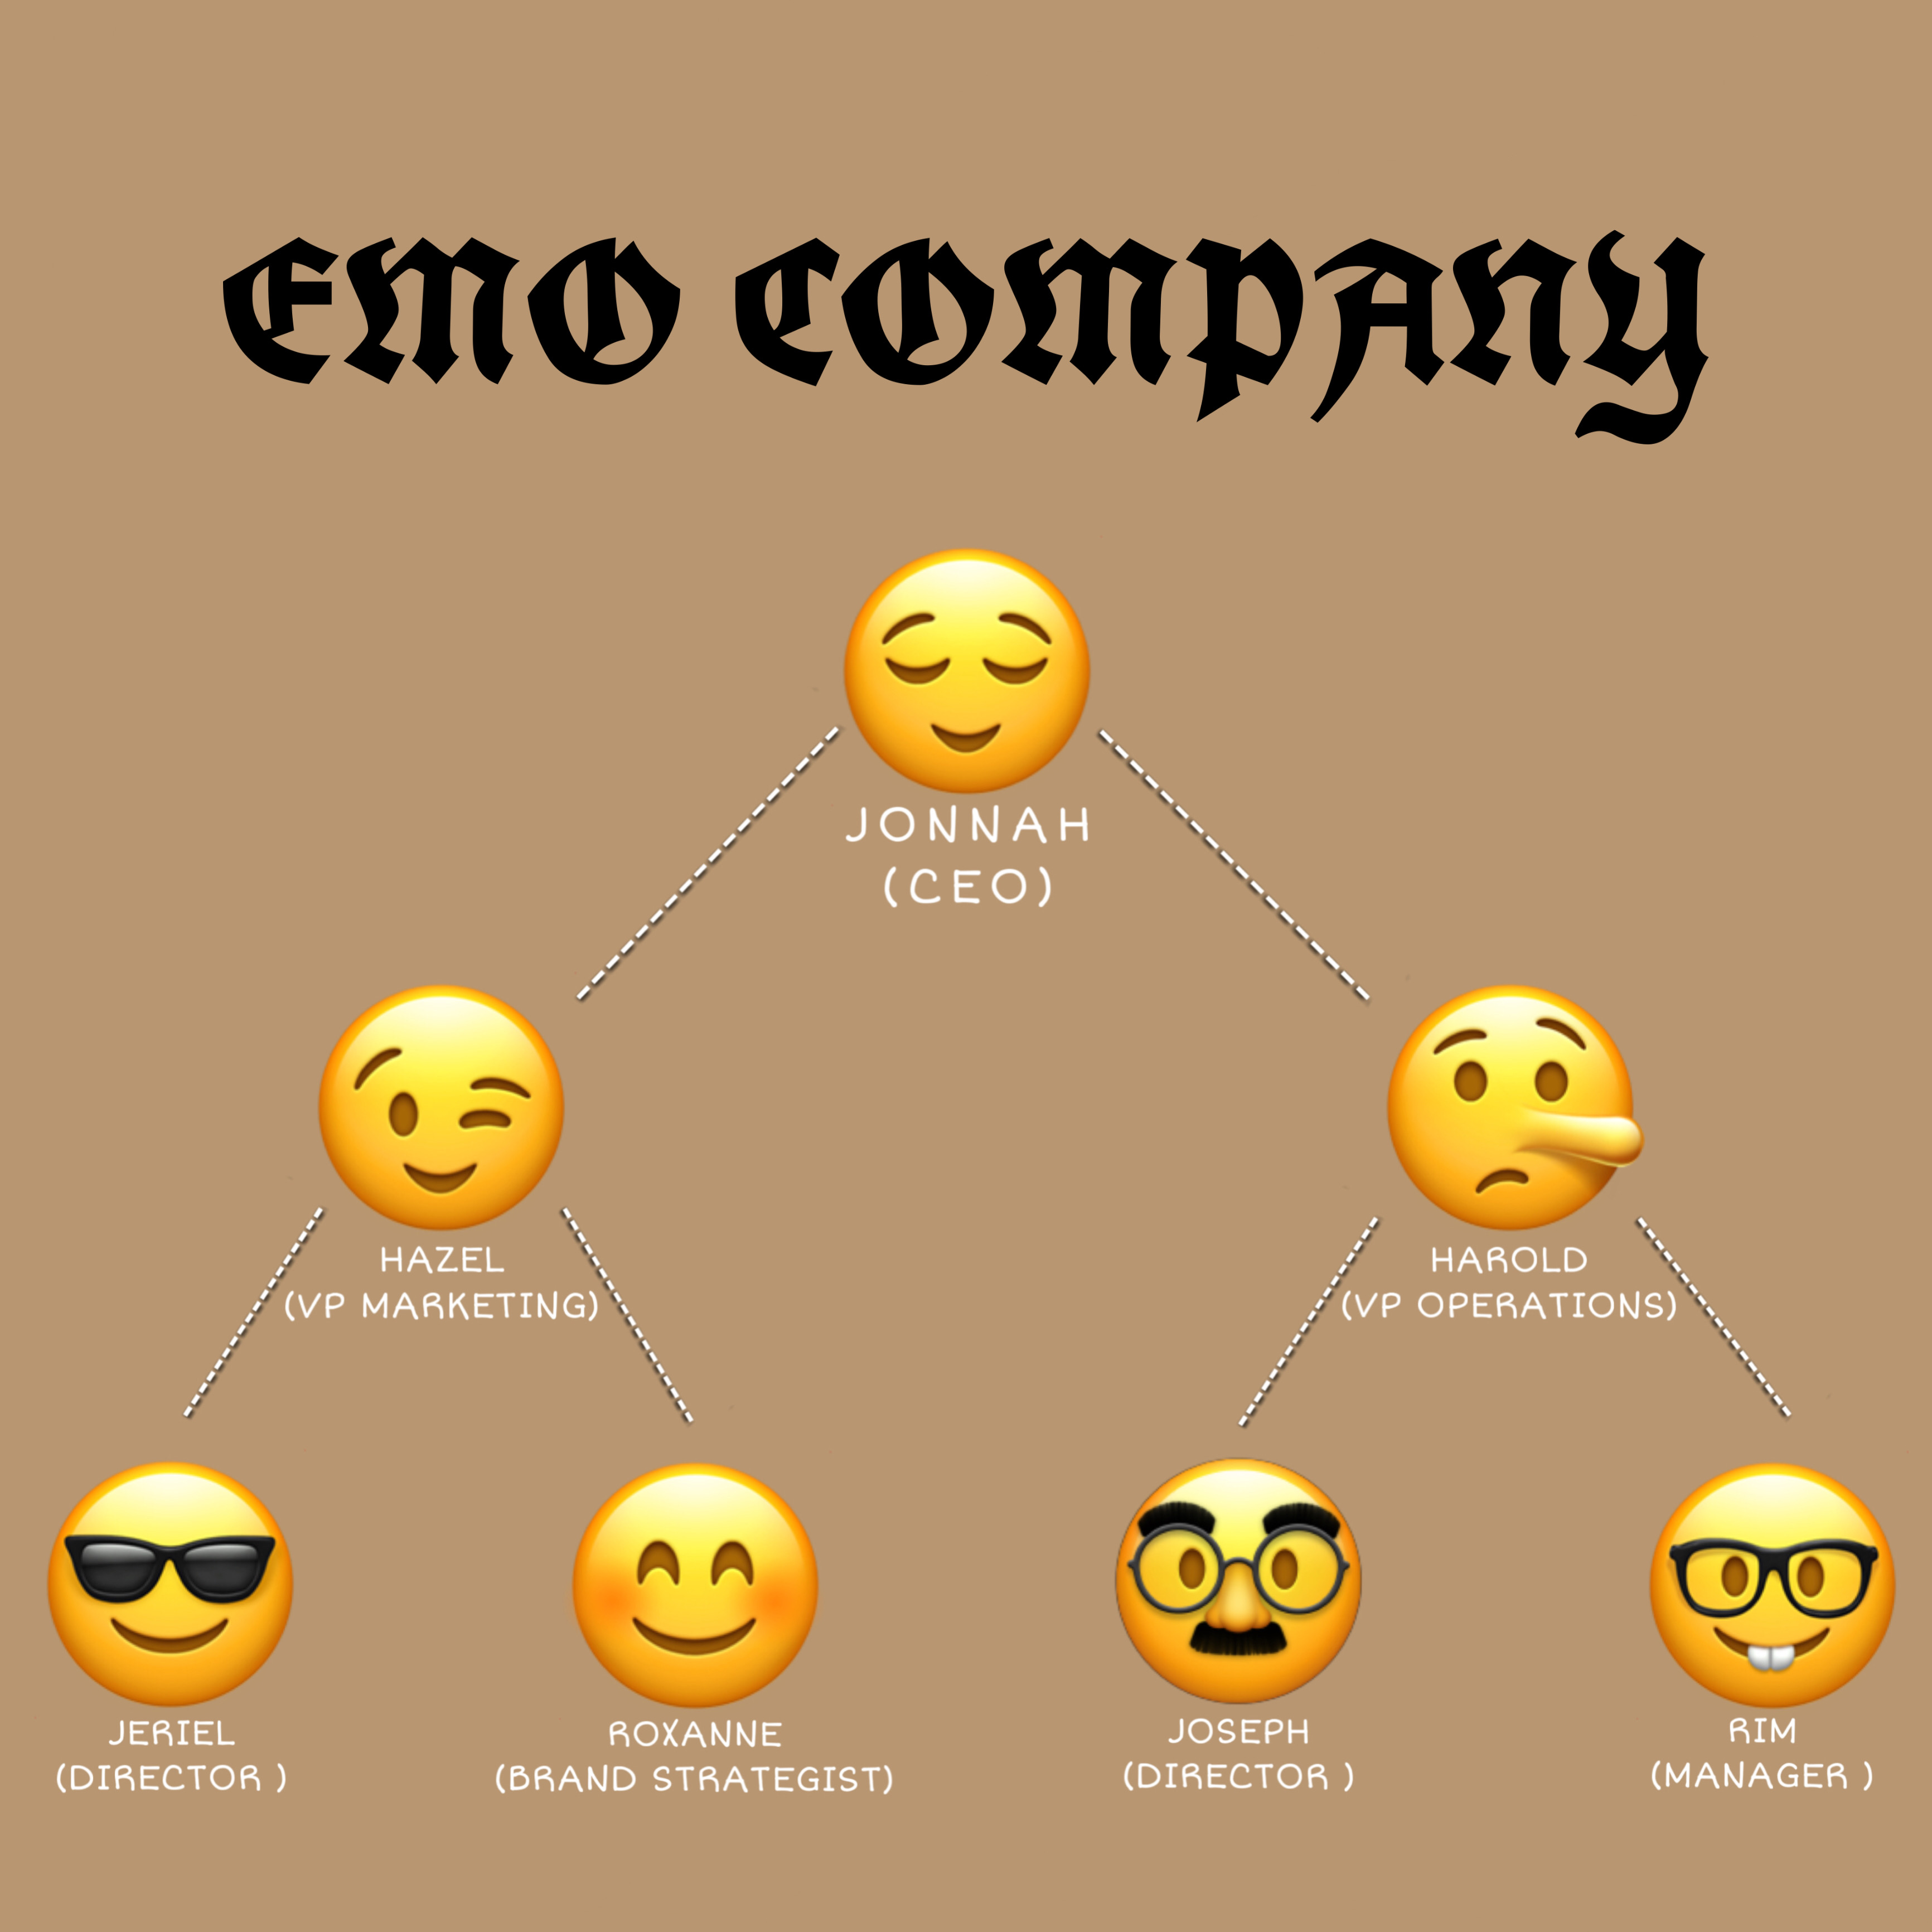 EMO COMPANY
JONNAH
(CEO)
HAZEL
(VP MARKETING)
HAROLD
(VP OPERATIONS)
JERIEL
(DIRECTOR )
ROXANNE
(BRAND STRATEGIST)
JOSEPH
(DIRECTOR )
RIM
(MANAGER )